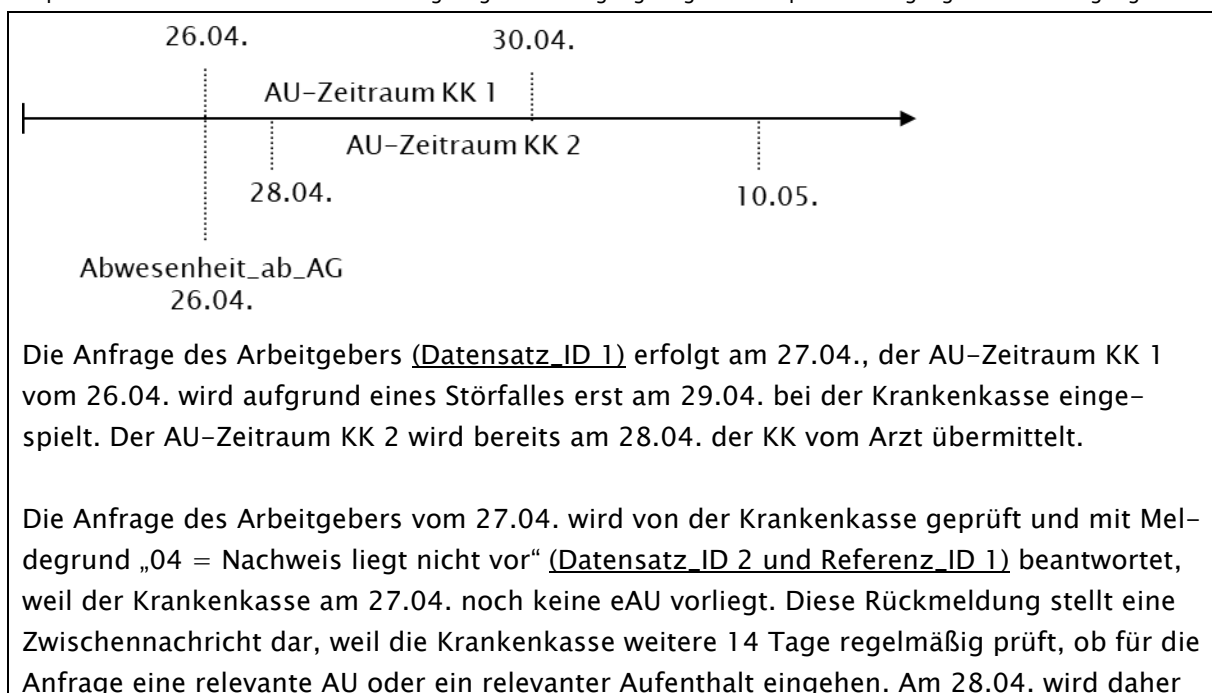 26.04. 30.04.
AU-Zeitraum KK 1
AU-Zeitraum KK 2
28.04. 10.05.
Abwesenheit_ab_AG
26.04.
Die Anfrage des Arbeitgebers (Datensatz_ID 1) erfolgt am 27.04., der AU-Zeitraum KK 1
vom 26.04. wird aufgrund eines Störfalles erst am 29.04. bei der Krankenkasse einge-
spielt. Der AU-Zeitraum KK 2 wird bereits am 28.04. der KK vom Arzt übermittelt.
Die Anfrage des Arbeitgebers vom 27.04. wird von der Krankenkasse geprüft und mit Mel-
degrund „04 = Nachweis liegt nicht vor“ (Datensatz_ID 2 und Referenz_ID 1) beantwortet,
weil der Krankenkasse am 27.04. noch keine eAU vorliegt. Diese Rückmeldung stellt eine
Zwischennachricht dar, weil die Krankenkasse weitere 14 Tage regelmäßig prüft, ob für die
Anfrage eine relevante AU oder ein relevanter Aufenthalt eingehen. Am 28.04. wird daher